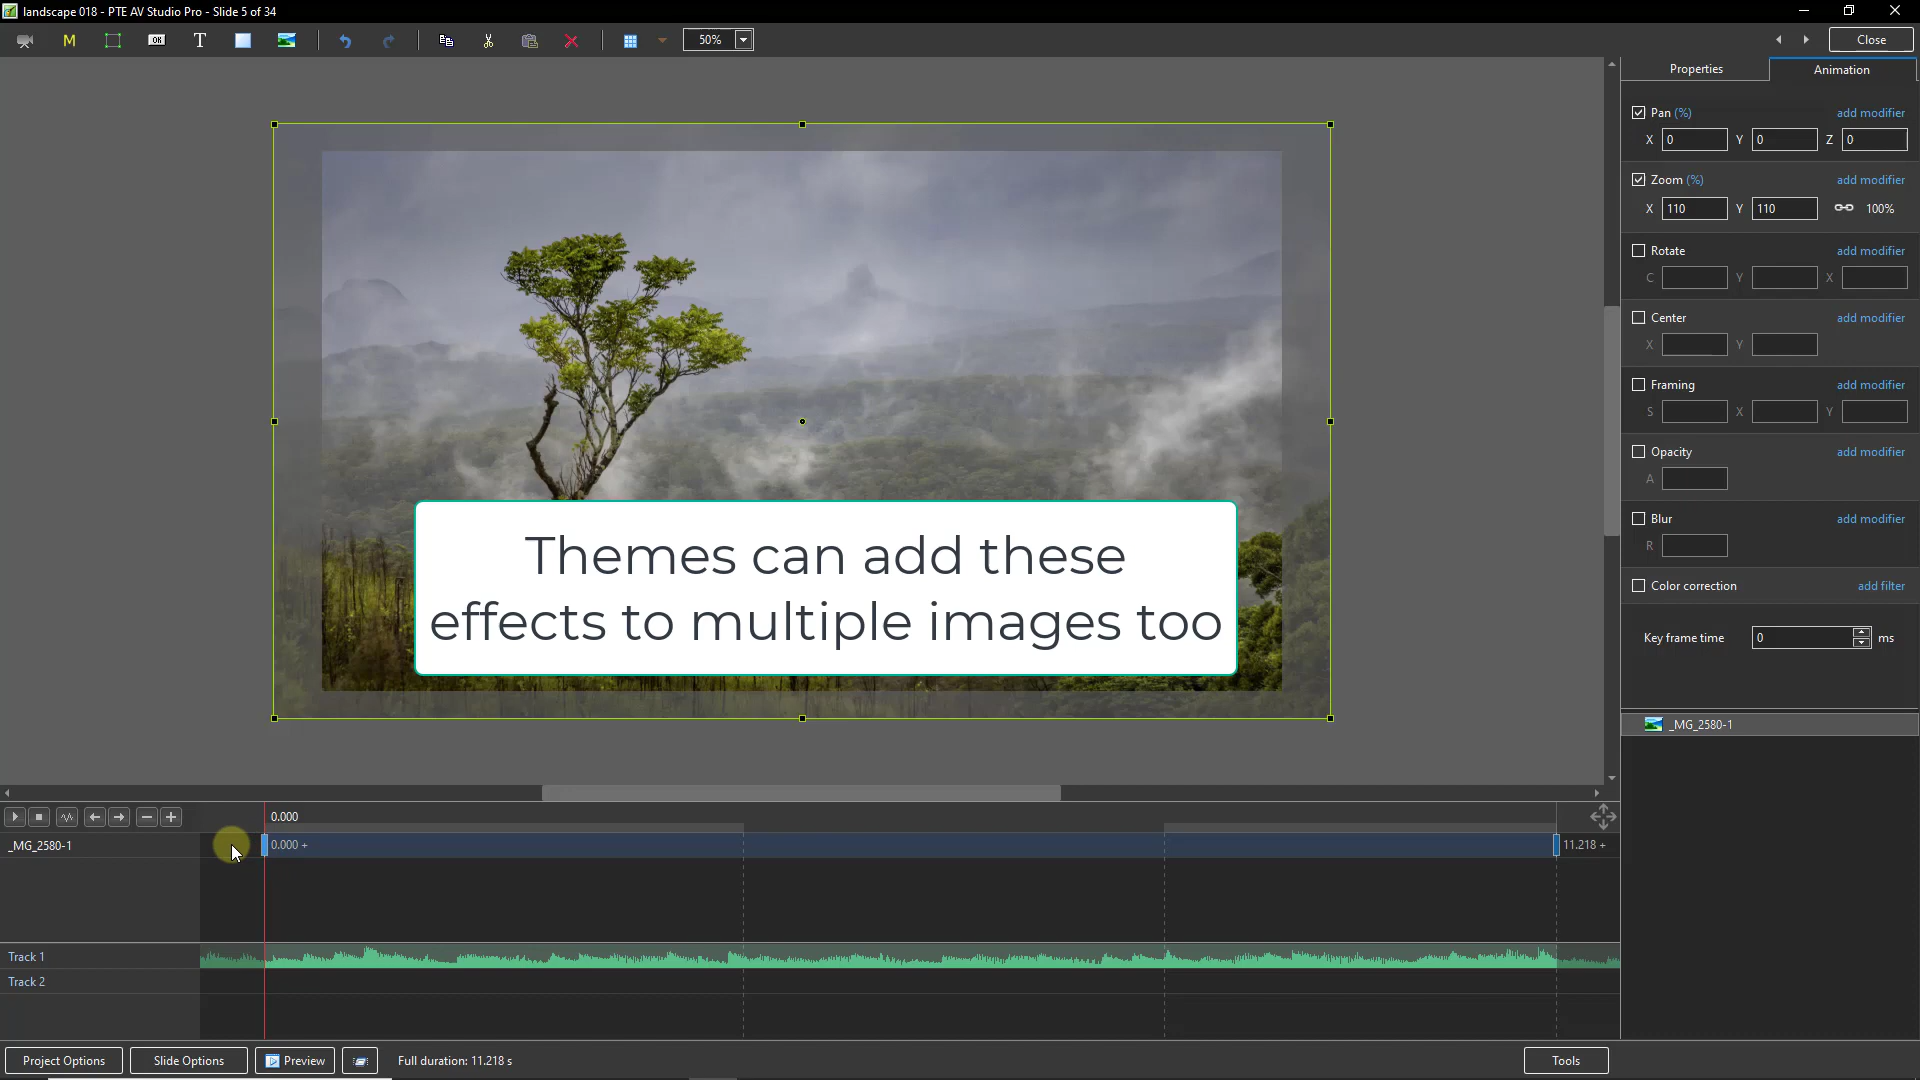 landscape 018 - PTE AV Studio Pro - Slide 5 of 34
M
OK
T
50%
Close
Properties
Animation
Pan (%)
add modifier
X 0 Y 0 Z 0
Zoom (%)
add modifier
X 110 Y 110 100%
Rotate
add modifier
C Y X
Center
add modifier
X Y
Framing
add modifier
S X Y
Opacity
add modifier
A
Blur
add modifier
R
Color correction
add filter
Key frame time 0 ms
_MG_2580-1
Themes can add these
effects to multiple images too
0.000
_MG_2580-1
0.000 +
11.218 +
Track 1
Track 2
Project Options
Slide Options
Preview
Full duration: 11.218 s
Tools